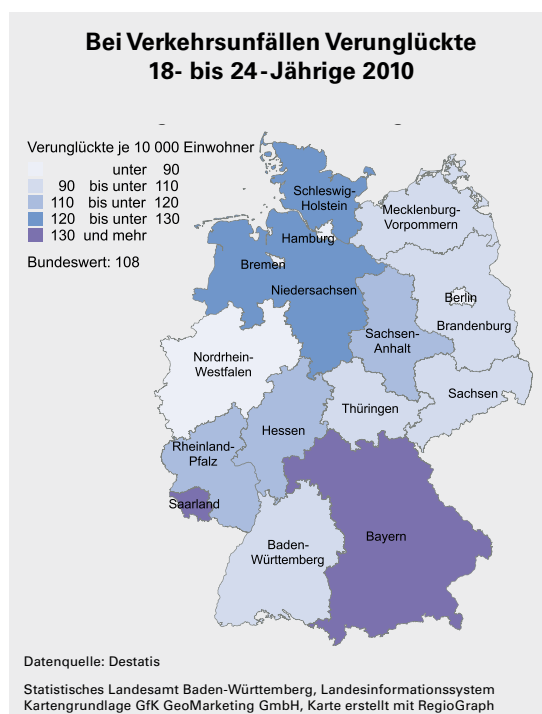 Bei Verkehrsunfällen Verunglückte
18- bis 24-Jährige 2010
Verunglückte je 10 000 Einwohner
unter 90
90 bis unter 110
110 bis unter 120
120 bis unter 130
130 und mehr
Bundeswert: 108
Schleswig-
Holstein
Mecklenburg-
Vorpommern
Hamburg
Bremen
Niedersachsen
Berlin
Brandenburg
Sachsen-
Anhalt
Nordrhein-
Westfalen
Sachsen
Thüringen
Hessen
Rheinland-
Pfalz
Saarland
Bayern
Baden-
Württemberg
Datenquelle: Destatis
Statistisches Landesamt Baden-Württemberg, Landesinformationssystem
Kartengrundlage GfK GeoMarketing GmbH, Karte erstellt mit RegioGraph